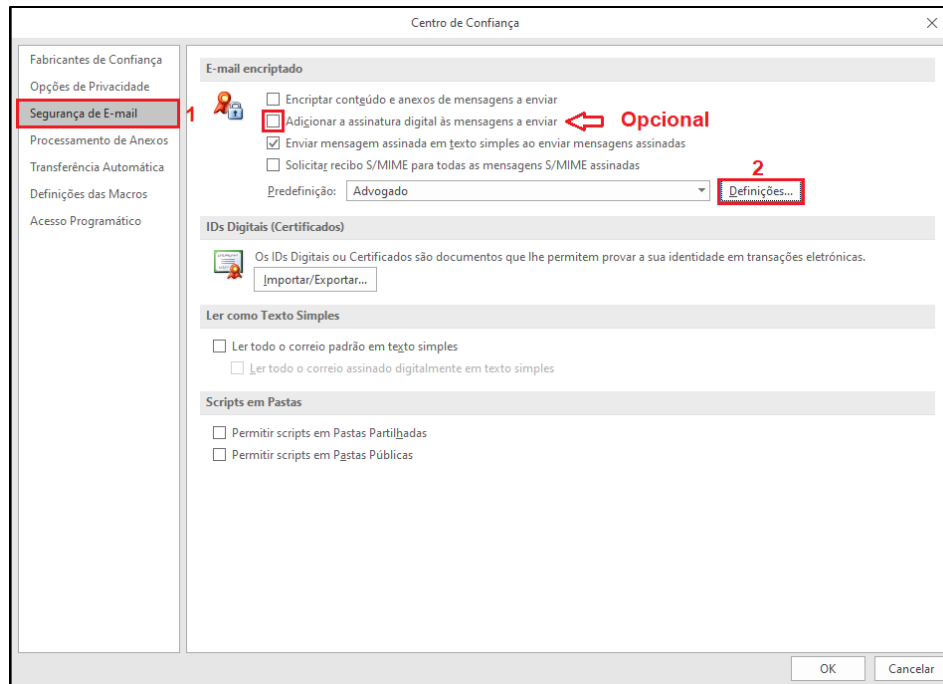 Centro de Confiança
Fabricantes de Confiança
Opções de Privacidade
Segurança de E-mail
1
Processamento de Anexos
Transferência Automática
Definições das Macros
Acesso Programático
E-mail encriptado
Encriptar conteúdo e anexos de mensagens a enviar
Adicionar a assinatura digital às mensagens a enviar
Opcional
Enviar mensagem assinada em texto simples ao enviar mensagens assinadas
Solicitar recibo S/MIME para todas as mensagens S/MIME assinadas
2
Predefinição: Advogado Definições...
IDs Digitais (Certificados)
Os IDs Digitais ou Certificados são documentos que lhe permitem provar a sua identidade em transações eletrónicas.
Importar/Exportar...
Ler como Texto Simples
Ler todo o correio padrão em texto simples
Ler todo o correio assinado digitalmente em texto simples
Scripts em Pastas
Permitir scripts em Pastas Partilhadas
Permitir scripts em Pastas Públicas
OK Cancelar